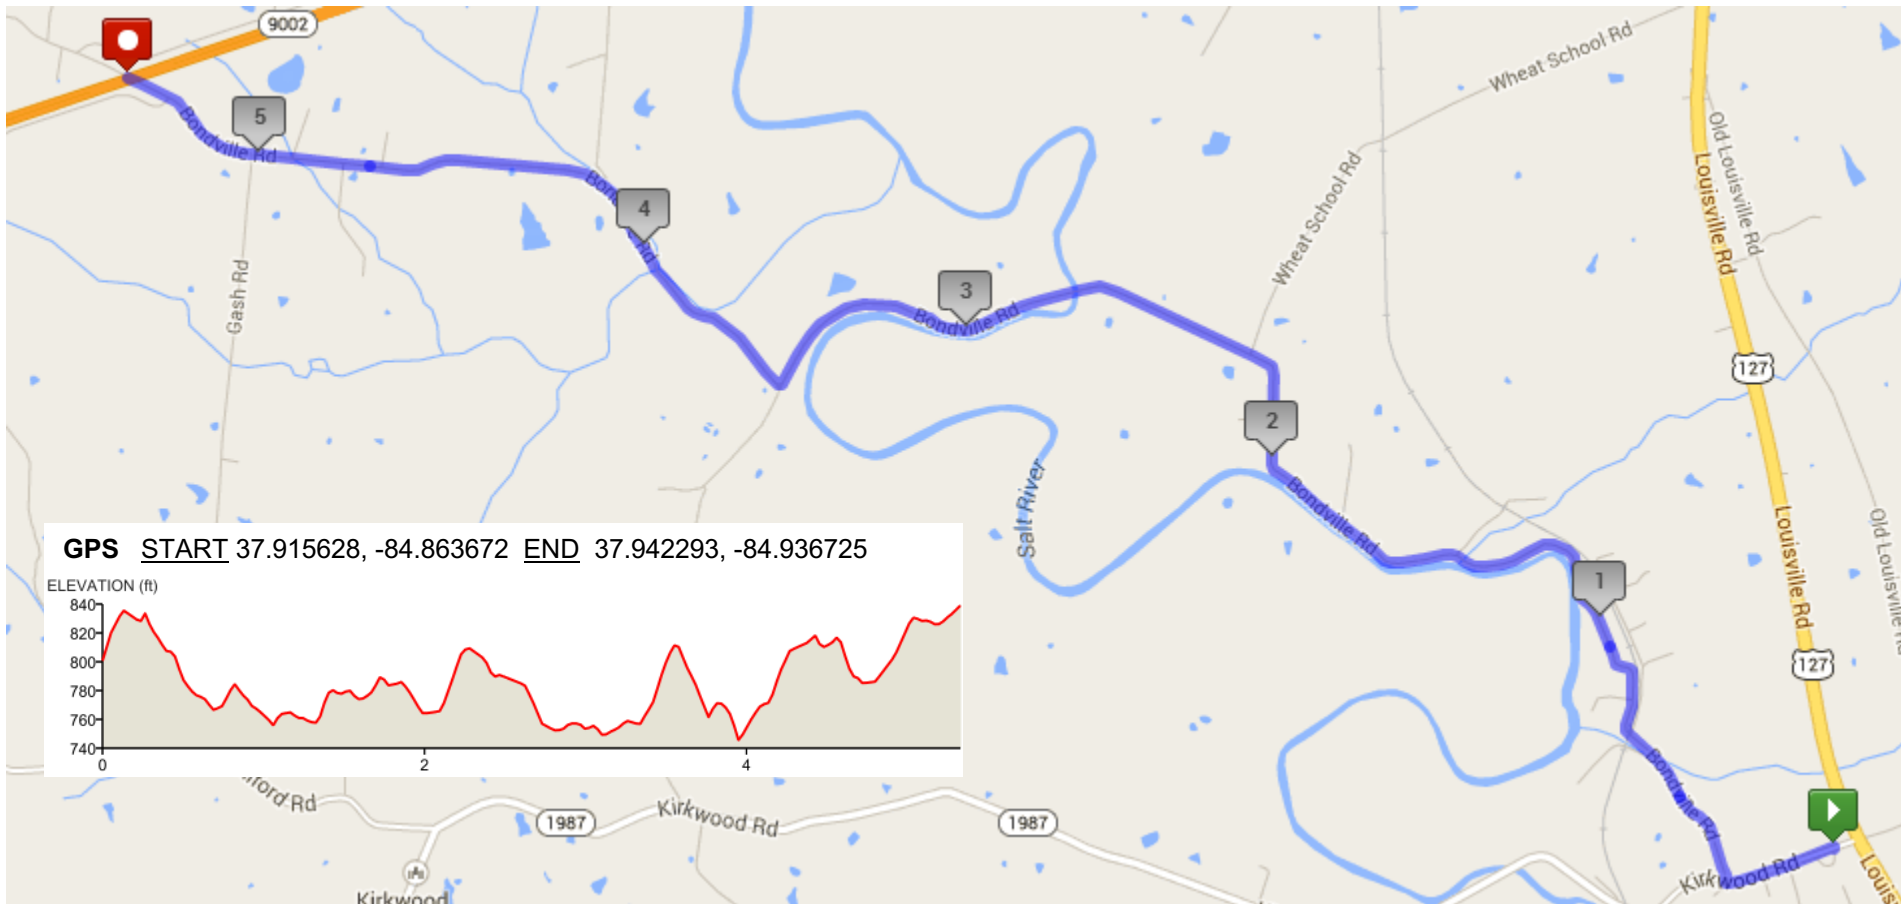 9002
Wheat School Rd
5
Bondville Rd
Old Louisville Rd
Louisville Rd
Wheat School Rd
4
Rd
Gash Rd
3
Bondville Rd
127
2
Salt River
Bondville Rd
Louisville Rd
Old Louisville Rd
GPS START 37.915628, -84.863672 END 37.942293, -84.936725
ELEVATION (ft)
840
820
800
780
760
740
0 2 4
1
127
Bondville Rd
Rd
1987
Kirkwood Rd
1987
Kirkwood Rd
Louis
Kirkwood